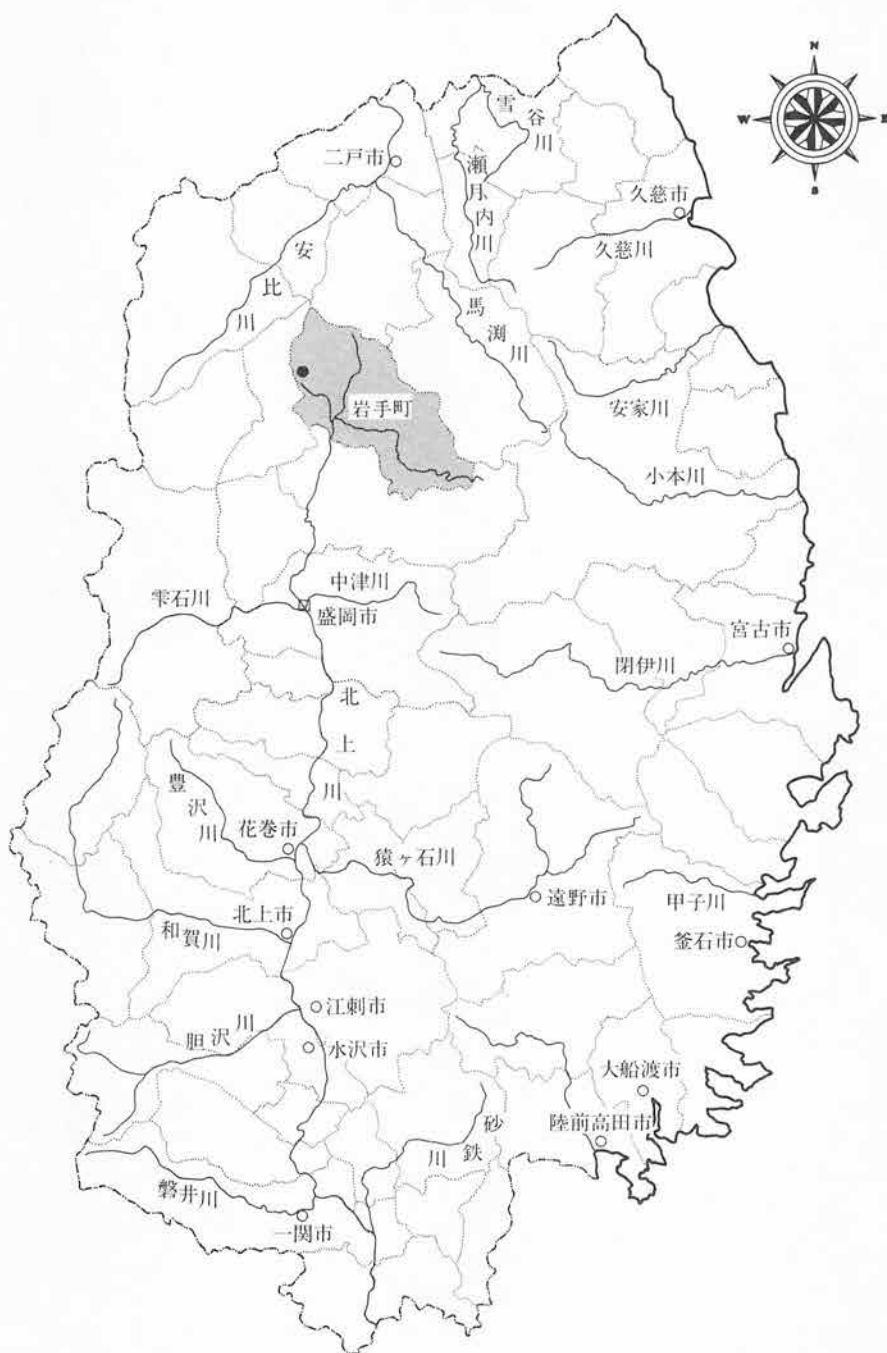 N
W
E
S
雪谷川
瀬月内川
二戸市
久慈市
久慈川
安比川
馬渕川
安家川
岩手町
小本川
中津川
雫石川
盛岡市
宮古市
閉伊川
北上川
豊沢川
花巻市
猿ヶ石川
遠野市
甲子川
北上市
和賀川
釜石市
江刺市
胆沢川
水沢市
大船渡市
砂鉄川
陸前高田市
磐井川
一関市